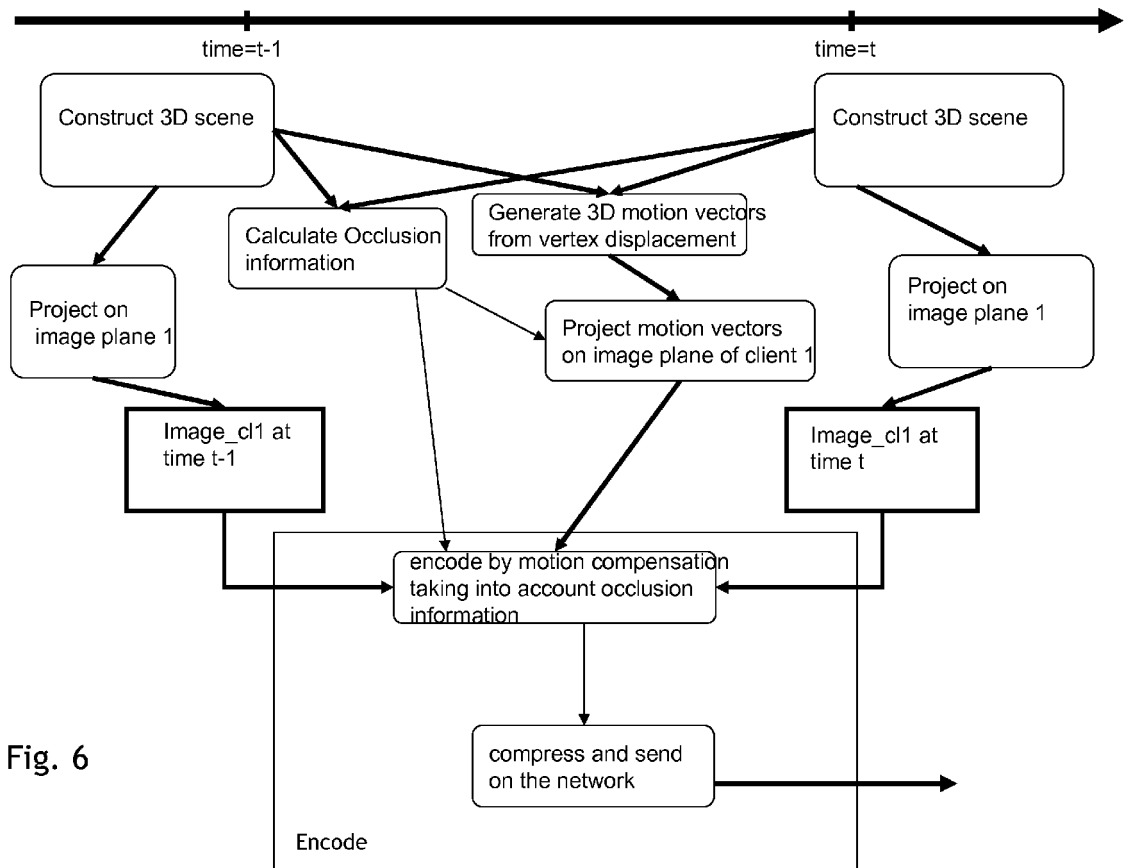 time=t-1
time=t
Construct 3D scene
Construct 3D scene
Generate 3D motion vectors
from vertex displacement
Calculate Occlusion
information
Project on
image plane 1
Project motion vectors
on image plane of client 1
Project on
image plane 1
Image_cl1 at
time t-1
Image_cl1 at
time t
encode by motion compensation
taking into account occlusion
information
compress and send
on the network
Fig. 6
Encode